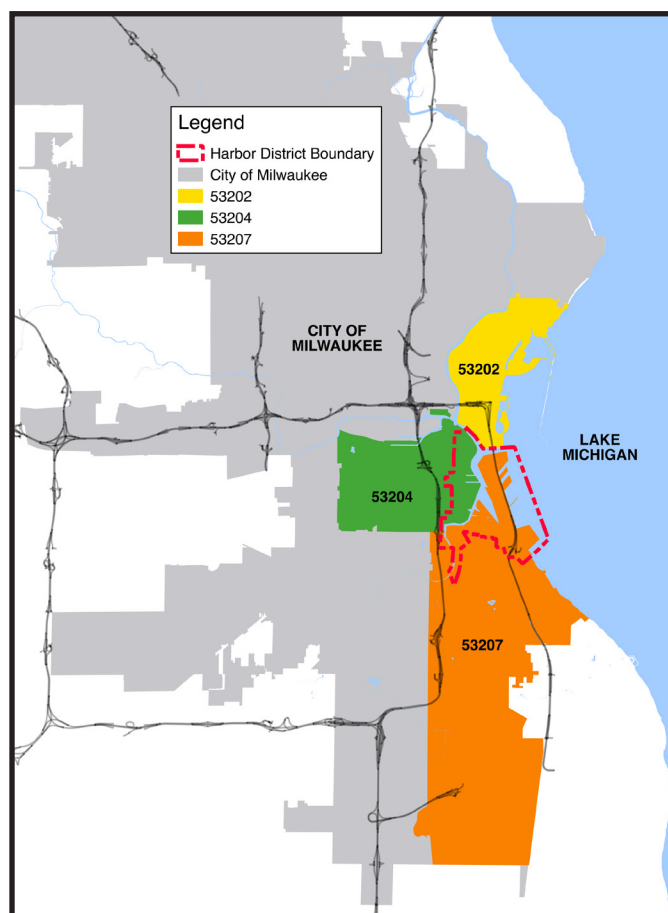 Legend
Harbor District Boundary
City of Milwaukee
53202
53204
53207
CITY OF
MILWAUKEE
53202
LAKE
MICHIGAN
53204
53207